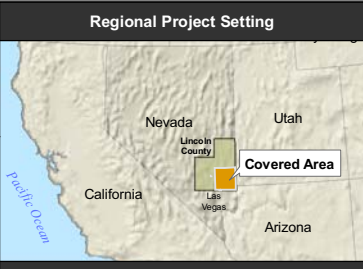 Regional Project Setting
Nevada
Utah
Lincoln
County
Covered Area
Pacific Ocean
California
Las
Vegas
Arizona